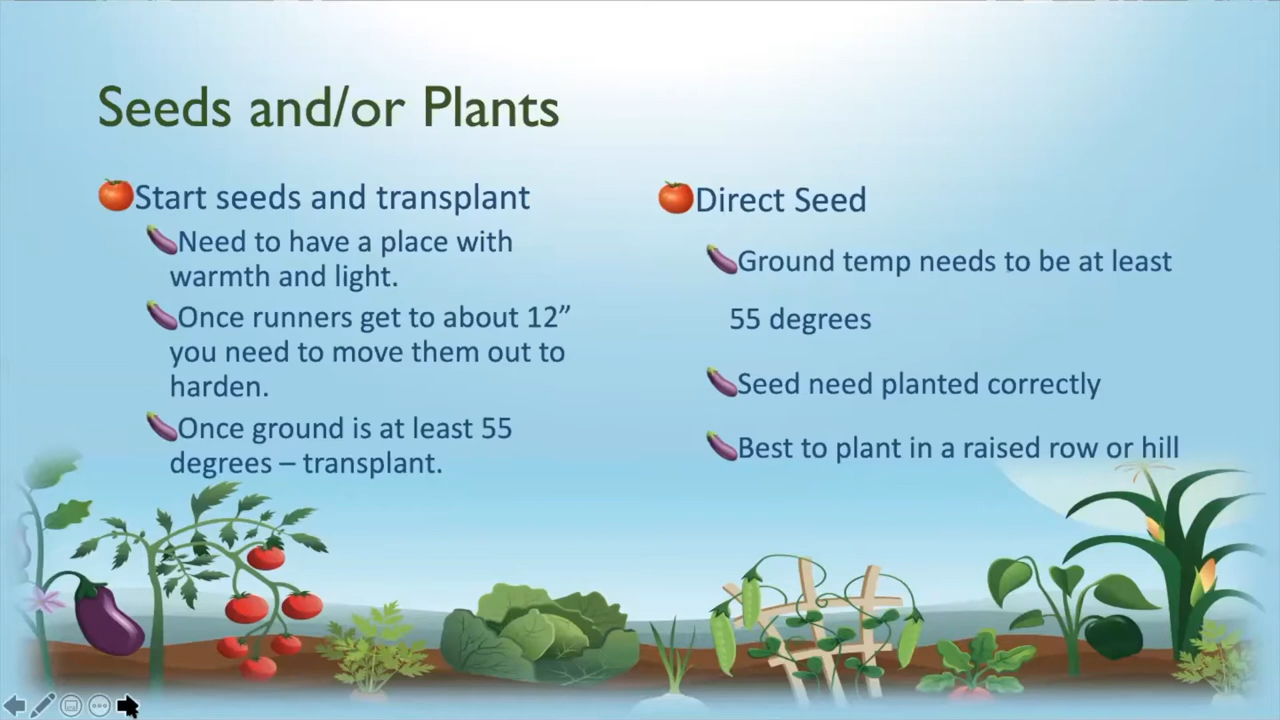 Seeds and/or Plants
Start seeds and transplant
Need to have a place with
warmth and light.
Once runners get to about 12”
you need to move them out to
harden.
Once ground is at least 55
degrees – transplant.
Direct Seed
Ground temp needs to be at least
55 degrees
Seed need planted correctly
Best to plant in a raised row or hill